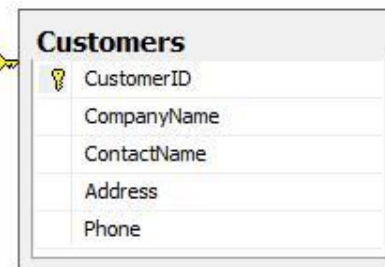 Customers
CustomerID
CompanyName
ContactName
Address
Phone